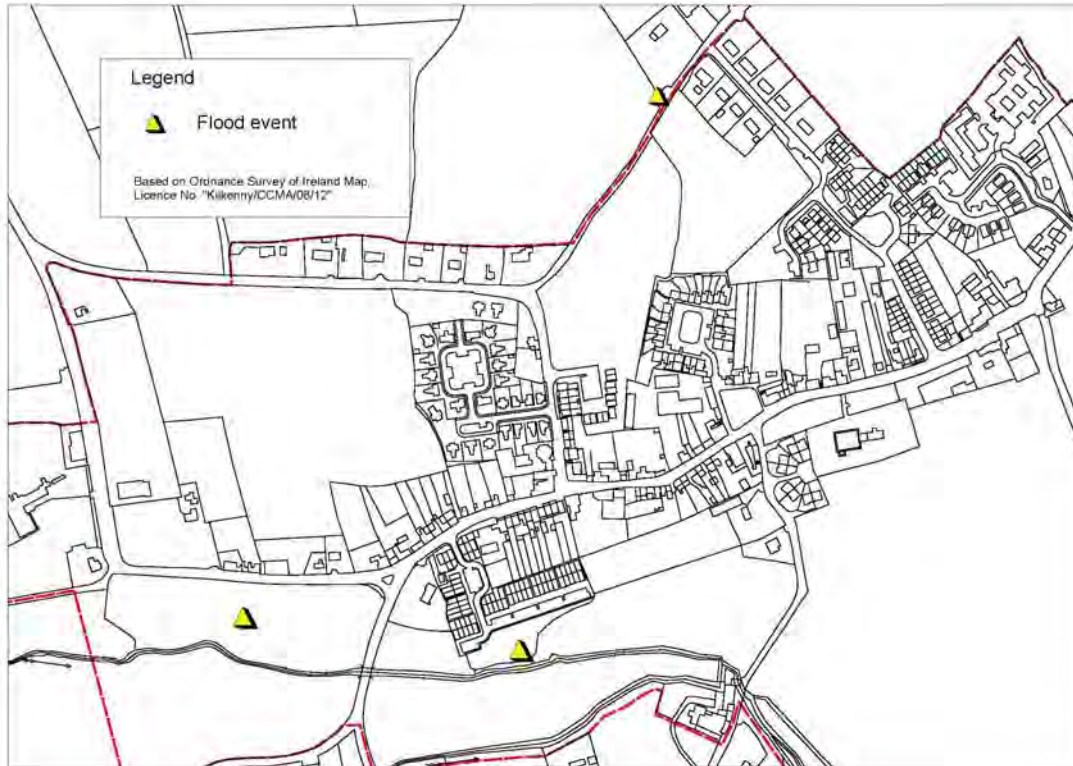 Legend
Flood event
Based on Ordnance Survey of Ireland Map,
Licence No. "Kilkenny/CCMA/08/12"